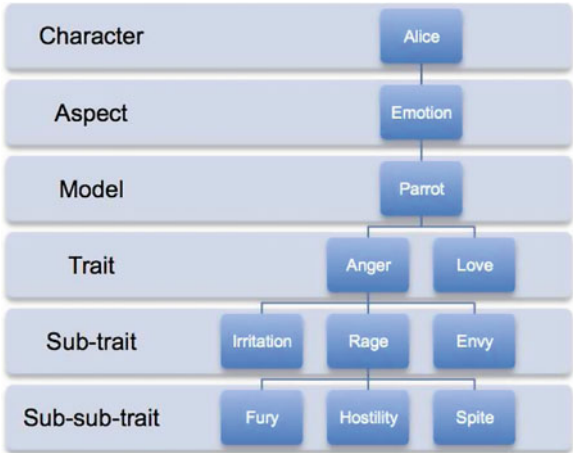 Character
Alice
Aspect
Emotion
Model
Parrot
Trait
Anger
Love
Sub-trait
Irritation
Rage
Envy
Sub-sub-trait
Fury
Hostility
Spite